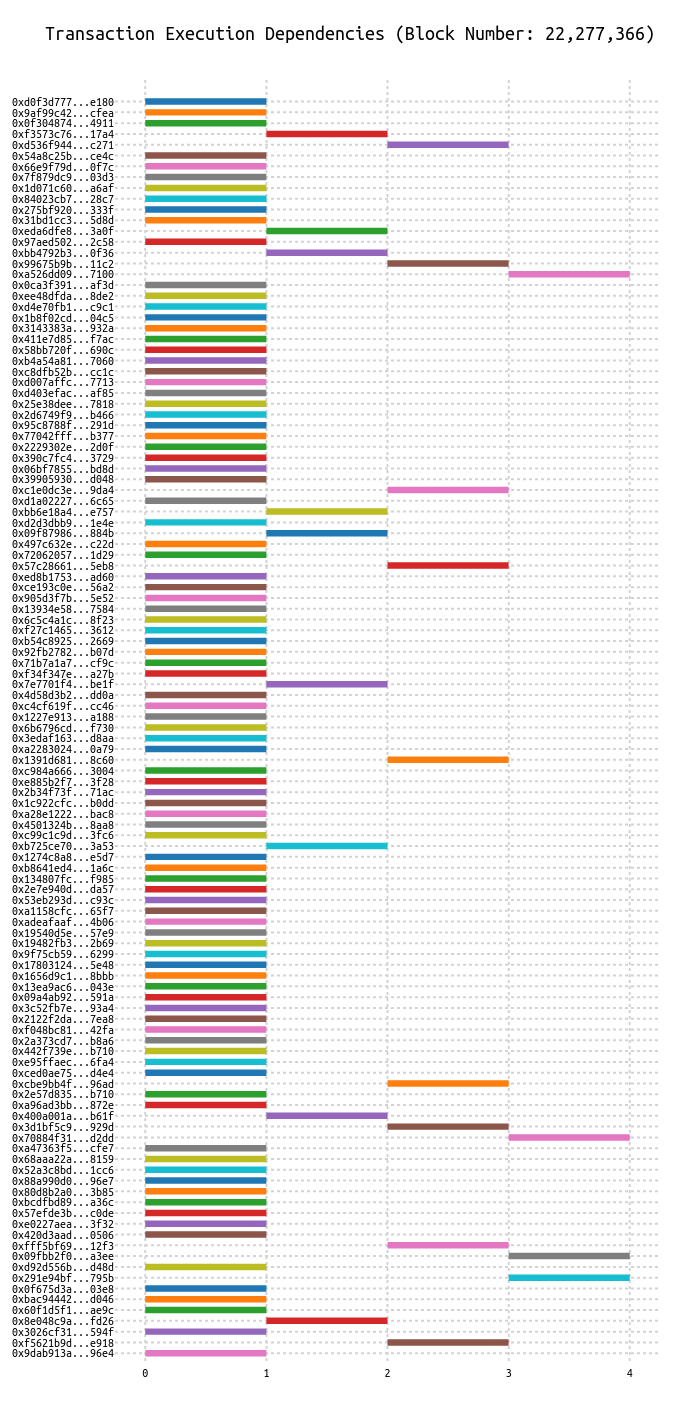 Transaction Execution Dependencies (Block Number: 22,277,366)
0xd0f3d777...e180
0x9af99c42...cfea
0x0f304874...4911
0xf3573c76...17a4
0xd536f944...c271
0x54a8c25b...ce4c
0x66e9f79d...0f7c
0x7f879dc9...03d3
0x1d071c60...a6af
0x84023cb7...28c7
0x275bf920...333f
0x31bd1cc3...5d8d
0xeda6dfe8...3a0f
0x97aed502...2c58
0xbb4792b3...0f36
0x99675b9b...11c2
0xa526dd09...7100
0x0ca3f391...af3d
0xee48dfda...8de2
0xd4e70fb1...c9c1
0x1b8f02cd...04c5
0x3143383a...932a
0x411e7d85...f7ac
0x58bb720f...690c
0xb4a54a81...7060
0xc8dfb52b...cc1c
0xd007affc...7713
0xd403efac...af85
0x25e38dee...7818
0x2d6749f9...b466
0x95c8788f...291d
0x77042fff...b377
0x2229302e...2d0f
0x390c7fc4...3729
0x06bf7855...bd8d
0x39905930...d048
0xc1e0dc3e...9da4
0xd1a02227...6c65
0xbb6e18a4...e757
0xd2d3dbb9...1e4e
0x09f87986...884b
0x497c632e...c22d
0x72062057...1d29
0x57c28661...5eb8
0xed8b1753...ad60
0xce193c0e...56a2
0x905d3f7b...5e52
0x13934e58...7584
0x6c5c4a1c...8f23
0xf27c1465...3612
0xb54c8925...2669
0x92fb2782...b07d
0x71b7a1a7...cf9c
0xf34f347e...a27b
0x7e7701f4...be1f
0x4d58d3b2...dd0a
0xc4cf619f...cc46
0x1227e913...a188
0x6b6796cd...f730
0x3edaf163...d8aa
0xa2283024...0a79
0x1391d681...8c60
0xc984a666...3004
0xe885b2f7...3f28
0x2b34f73f...71ac
0x1c922cfc...b0dd
0xa28e1222...bac8
0x4501324b...8aa8
0xc99c1c9d...3fc6
0xb725ce70...3a53
0x1274c8a8...e5d7
0xb8641ed4...1a6c
0x134807fc...f985
0x2e7e940d...da57
0x53eb293d...c93c
0xa1158cfc...65f7
0xadeafaaf...4b06
0x19540d5e...57e9
0x19482fb3...2b69
0x9f75cb59...6299
0x17803124...5e48
0x1656d9c1...8bbb
0x13ea9ac6...043e
0x09a4ab92...591a
0x3c52fb7e...93a4
0x2122f2da...7ea8
0xf048bc81...42fa
0x2a373cd7...b8a6
0x442f739e...b710
0xe95ffaec...6fa4
0xced0ae75...d4e4
0xcbe9bb4f...96ad
0x2e57d835...b710
0xa96ad3bb...872e
0x400a001a...b61f
0x3d1bf5c9...929d
0x70884f31...d2dd
0xa47363f5...cfe7
0x68aaa22a...8159
0x52a3c8bd...1cc6
0x88a990d0...96e7
0x80d8b2a0...3b85
0xbcdfbd89...a36c
0x57efde3b...c0de
0xe0227aea...3f32
0x420d3aad...0506
0xfff5bf69...12f3
0x09fbb2f0...a3ee
0xd92d556b...d48d
0x291e94bf...795b
0x0f675d3a...03e8
0xbac94442...d046
0x60f1d5f1...ae9c
0x8e048c9a...fd26
0x3026cf31...594f
0xf5621b9d...e918
0x9dab913a...96e4
0 1 2 3 4